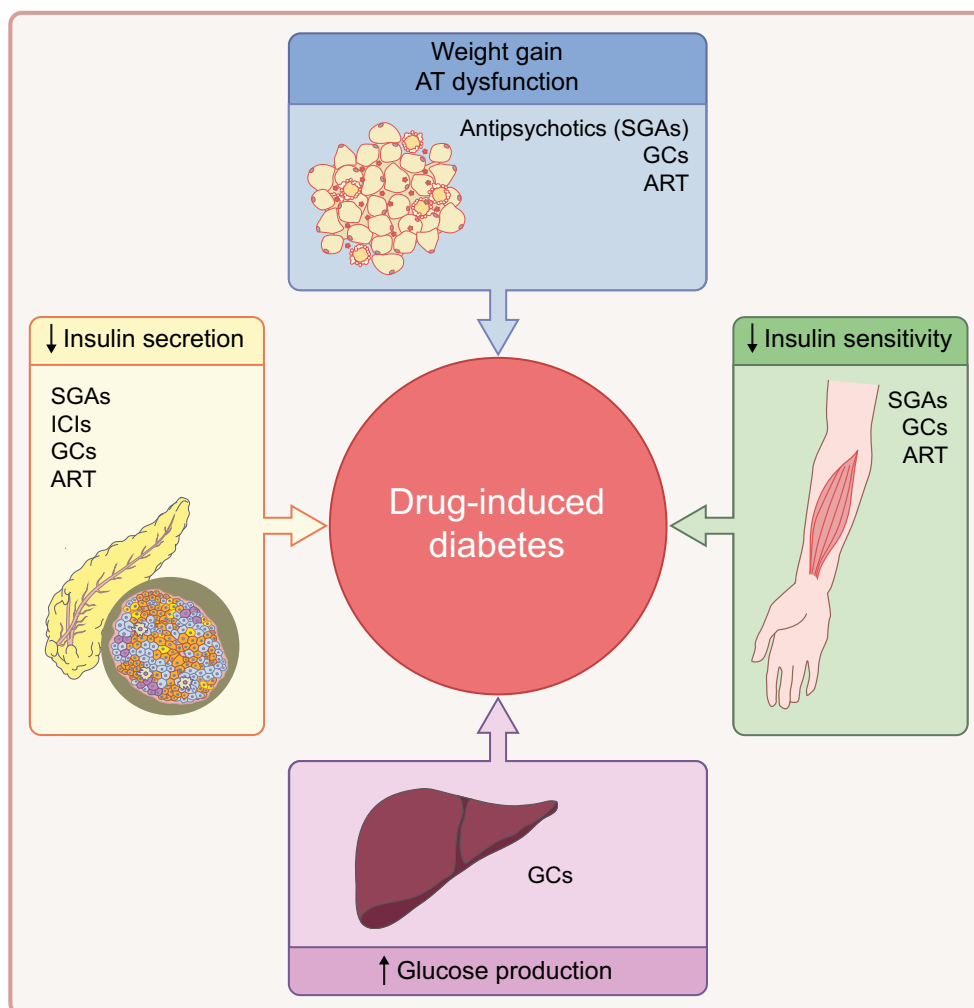 Weight gain
AT dysfunction
Antipsychotics (SGAs)
GCs
ART
↓ Insulin secretion
SGAs
ICIs
GCs
ART
↓ Insulin sensitivity
SGAs
GCs
ART
Drug-induced
diabetes
GCs
↑ Glucose production